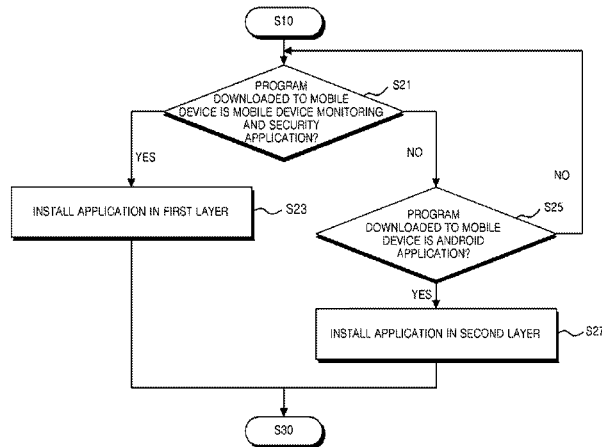 S10
PROGRAM
DOWNLOADED TO MOBILE
DEVICE IS MOBILE DEVICE MONITORING
AND SECURITY
APPLICATION?
S21
YES
NO
NO
INSTALL APPLICATION IN FIRST LAYER
S23
PROGRAM
DOWNLOADED TO MOBILE
DEVICE IS ANDROID
APPLICATION?
S25
YES
INSTALL APPLICATION IN SECOND LAYER
S27
S30